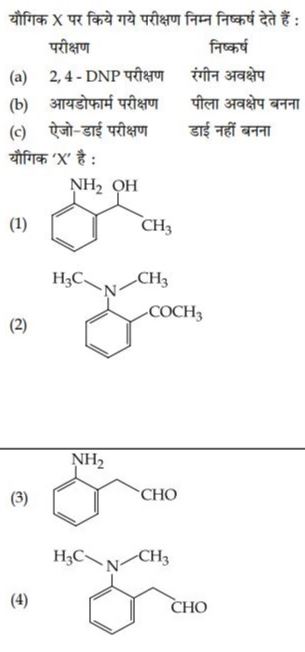 यौगिक X पर किये गये परीक्षण निम्न निष्कर्ष देते हैं :
परीक्षण निष्कर्ष
(a) 2, 4 - DNP परीक्षण रंगीन अवक्षेप
(b) आयडोफार्म परीक्षण पीला अवक्षेप बनना
(c) ऐजो-डाई परीक्षण डाई नहीं बनना
यौगिक ‘X’ है :
NH₂ OH
(1)
CH₃
H₃C CH₃
N
COCH₃
(2)
NH₂
(3) CHO
H₃C CH₃
N
(4) CHO